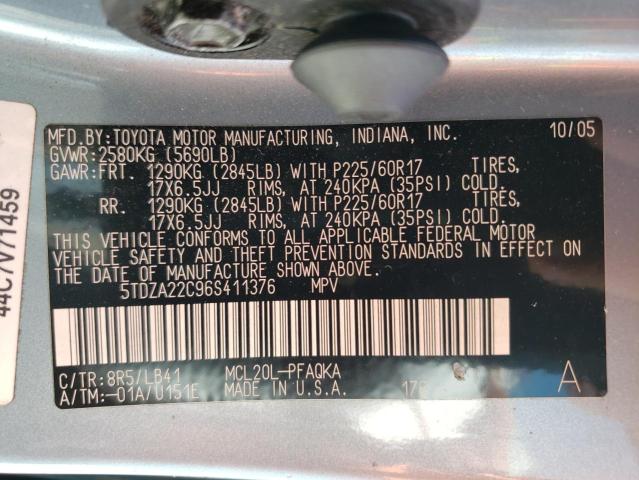 MFD.BY:TOYOTA MOTOR MANUFACTURING, INDIANA, INC. 10/05
GVWR:2580KG (5690LB)
GAWR:FRT. 1290KG (2845LB) WITH P225/60R17 TIRES,
17X6.5JJ RIMS, AT 240KPA (35PSI) COLD.
RR. 1290KG (2845LB) WITH P225/60R17 TIRES,
17X6.5JJ RIMS, AT 240KPA (35PSI) COLD.
THIS VEHICLE CONFORMS TO ALL APPLICABLE FEDERAL MOTOR
VEHICLE SAFETY AND THEFT PREVENTION STANDARDS IN EFFECT ON
THE DATE OF MANUFACTURE SHOWN ABOVE.
5TDZA22C96S411376 MPV
C/TR:8R5/LB41 MCL20L-PFAQKA
A/TM:-01A/U151E MADE IN U.S.A. A
44C7V71459